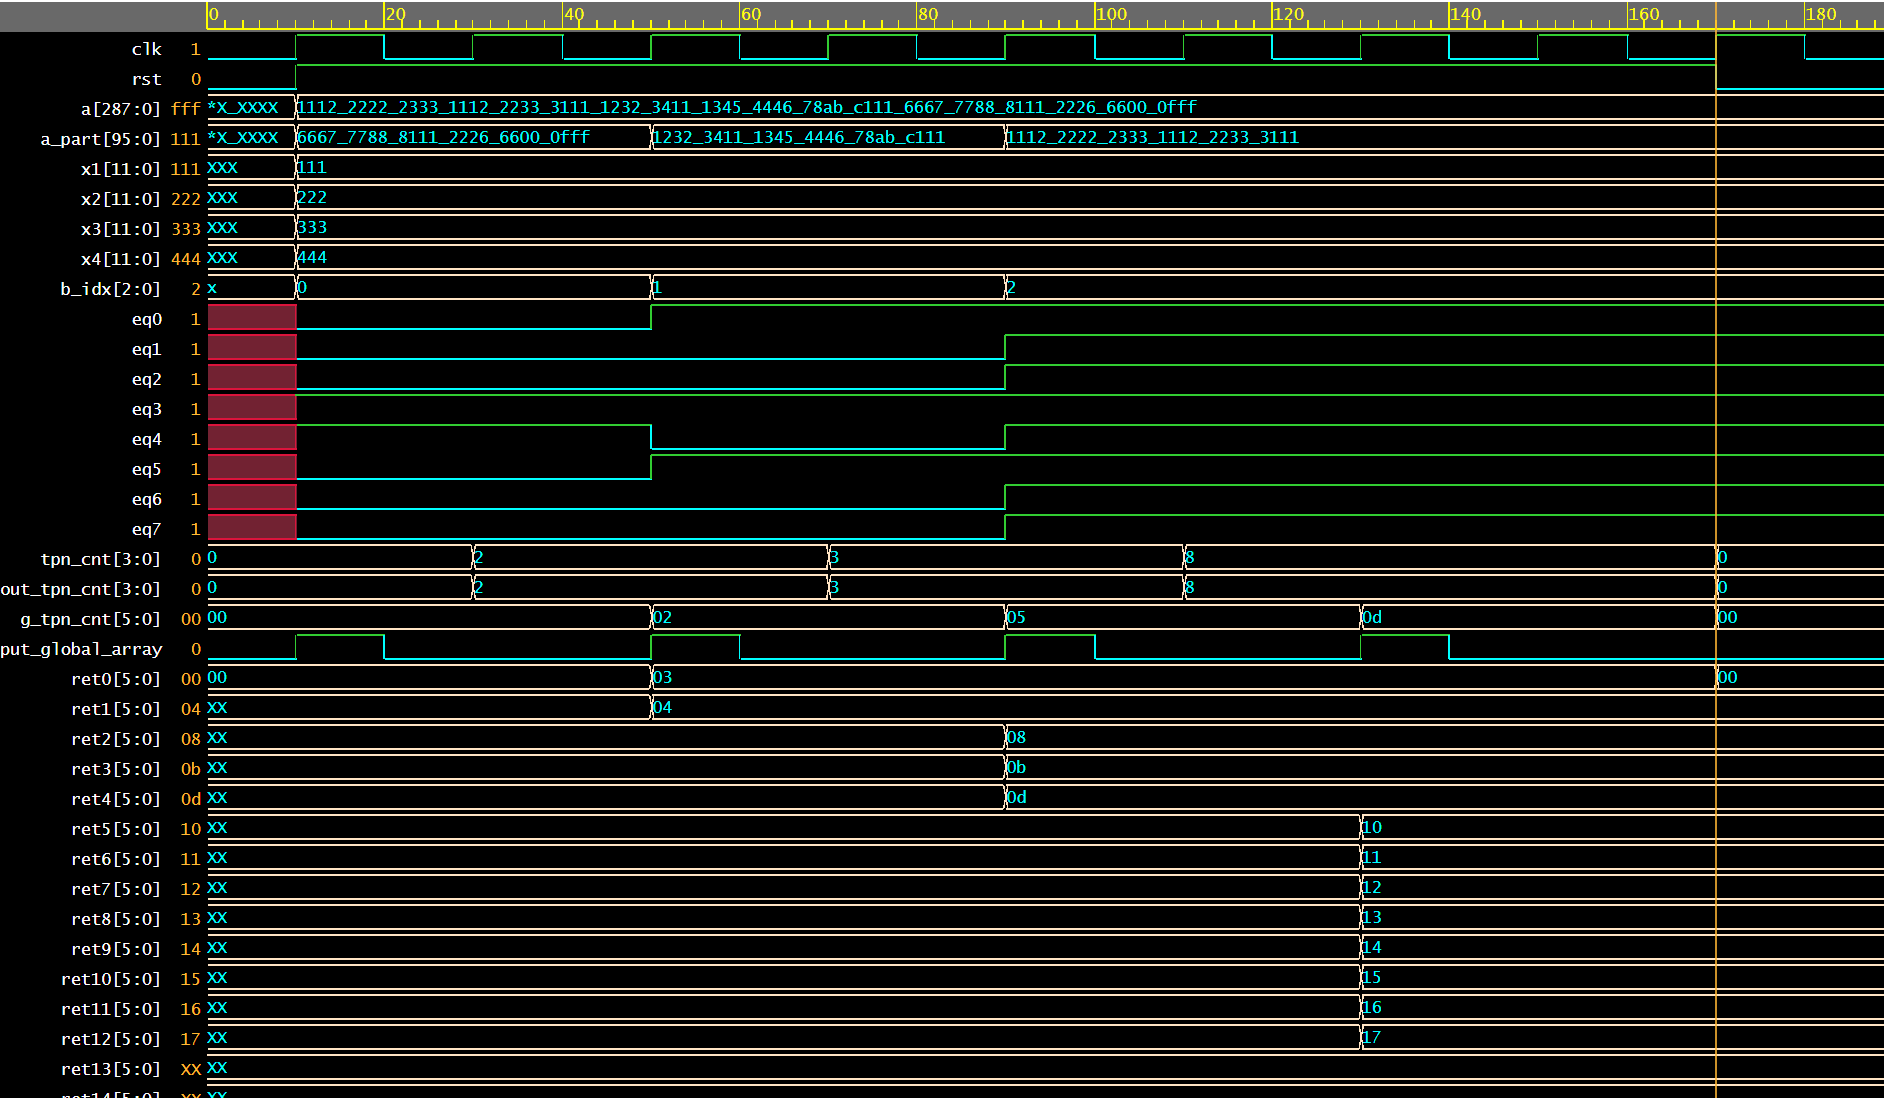 0 20 40 60 80 100 120 140 160 180
clk 1
rst 0
a[287:0] fff *X_XXXX 1112_2222_2333_1112_2233_3111_1232_3411_1345_4446_78ab_c111_6667_7788_8111_2226_6600_0fff
a_part[95:0] 111 *X_XXXX 6667_7788_8111_2226_6600_0fff 1232_3411_1345_4446_78ab_c111 1112_2222_2333_1112_2233_3111
x1[11:0] 111 XXX 111
x2[11:0] 222 XXX 222
x3[11:0] 333 XXX 333
x4[11:0] 444 XXX 444
b_idx[2:0] 2 x 0 1 2
eq0 1
eq1 1
eq2 1
eq3 1
eq4 1
eq5 1
eq6 1
eq7 1
tpn_cnt[3:0] 0 0 2 3 8 0
out_tpn_cnt[3:0] 0 0 2 3 8 0
g_tpn_cnt[5:0] 00 00 02 05 0d 00
put_global_array 0
ret0[5:0] 00 00 03 00
ret1[5:0] 04 XX 04
ret2[5:0] 08 XX 08
ret3[5:0] 0b XX 0b
ret4[5:0] 0d XX 0d
ret5[5:0] 10 XX 10
ret6[5:0] 11 XX 11
ret7[5:0] 12 XX 12
ret8[5:0] 13 XX 13
ret9[5:0] 14 XX 14
ret10[5:0] 15 XX 15
ret11[5:0] 16 XX 16
ret12[5:0] 17 XX 17
ret13[5:0] XX XX
ret14[5:0] XX XX